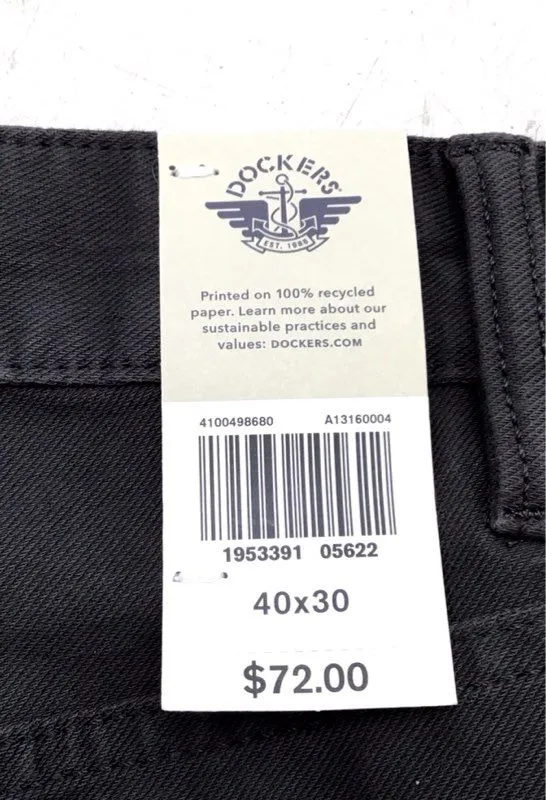 DOCKERS
EST. 1986
Printed on 100% recycled
paper. Learn more about our
sustainable practices and
values: DOCKERS.COM
4100498680 A13160004
1953391 05622
40x30
$72.00